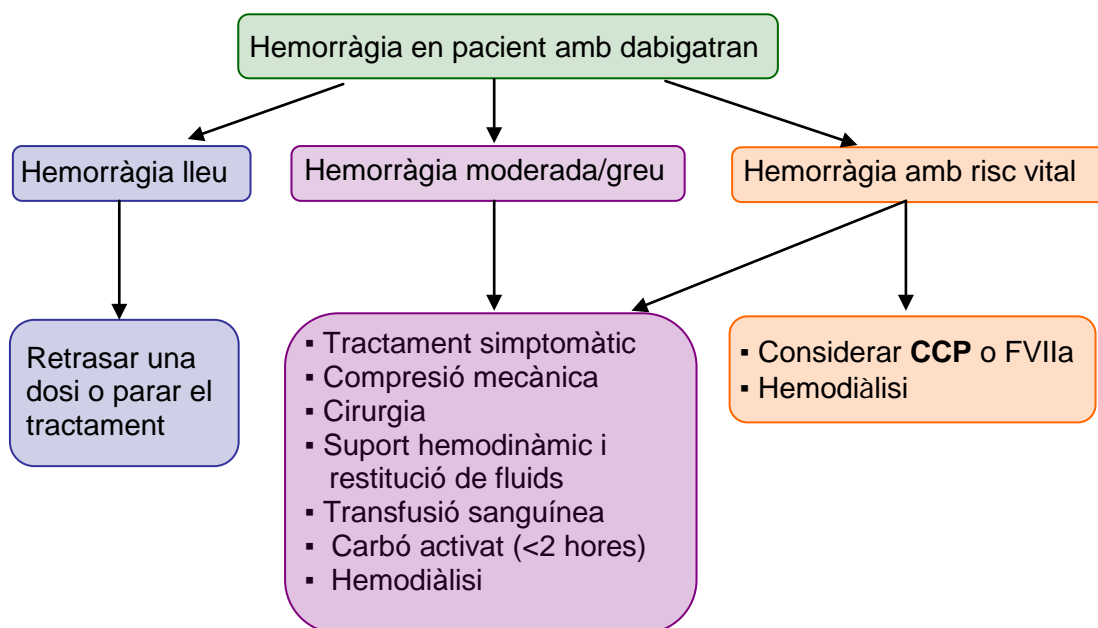 Hemorràgia en pacient amb dabigatran
Hemorràgia lleu
Hemorràgia moderada/greu
Hemorràgia amb risc vital
Retrasar una
dosi o parar el
tractament
▪ Tractament simptomàtic
▪ Compresió mecànica
▪ Cirurgia
▪ Suport hemodinàmic i
restitució de fluids
▪ Transfusió sanguínea
▪ Carbó activat (<2 hores)
▪ Hemodiàlisi
▪ Considerar CCP o FVIIa
▪ Hemodiàlisi